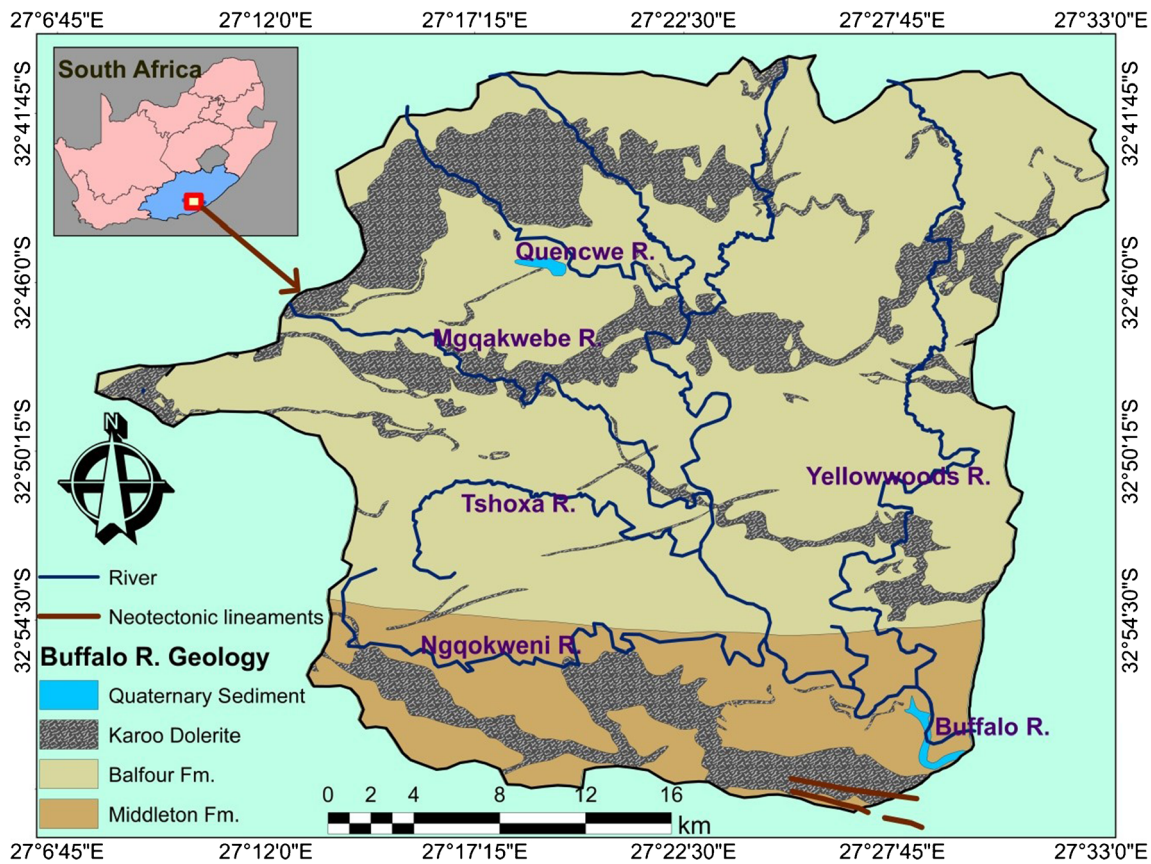 27°6'45"E 27°12'0"E 27°17'15"E 27°22'30"E 27°27'45"E 27°33'0"E
South Africa
32°41'45"S
32°41'45"S
Quencwe R.
32°46'0"S
32°46'0"S
Mgqakwebe R.
N
32°50'15"S
32°50'15"S
Yellowwoods R.
Tshoxa R.
River
Neotectonic lineaments
32°54'30"S
32°54'30"S
Ngqokweni R.
Buffalo R. Geology
Quaternary Sediment
Buffalo R.
Karoo Dolerite
Balfour Fm.
Middleton Fm.
0 2 4 8 12 16
km
27°6'45"E 27°12'0"E 27°17'15"E 27°22'30"E 27°27'45"E 27°33'0"E